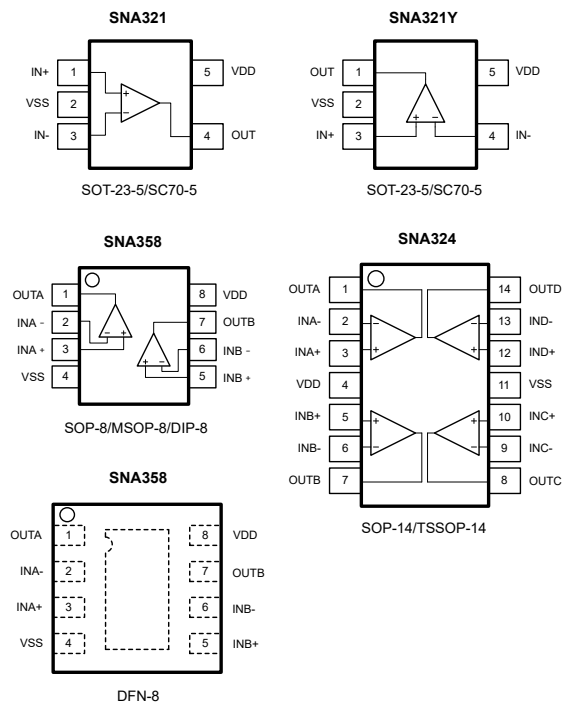 SNA321
IN+ 1 5 VDD
VSS 2
IN- 3 4 OUT
+
−
SOT-23-5/SC70-5
SNA321Y
OUT 1 5 VDD
VSS 2
IN+ 3 4 IN-
+ −
SOT-23-5/SC70-5
SNA358
OUTA 1 8 VDD
INA - 2 7 OUTB
INA + 3 6 INB -
VSS 4 5 INB +
− +
+ −
SOP-8/MSOP-8/DIP-8
SNA324
OUTA 1 14 OUTD
INA- 2 − − 13 IND-
INA+ 3 + + 12 IND+
VDD 4 11 VSS
INB+ 5 + + 10 INC+
INB- 6 − − 9 INC-
OUTB 7 8 OUTC
SOP-14/TSSOP-14
SNA358
OUTA 1 8 VDD
INA- 2 7 OUTB
INA+ 3 6 INB-
VSS 4 5 INB+
DFN-8